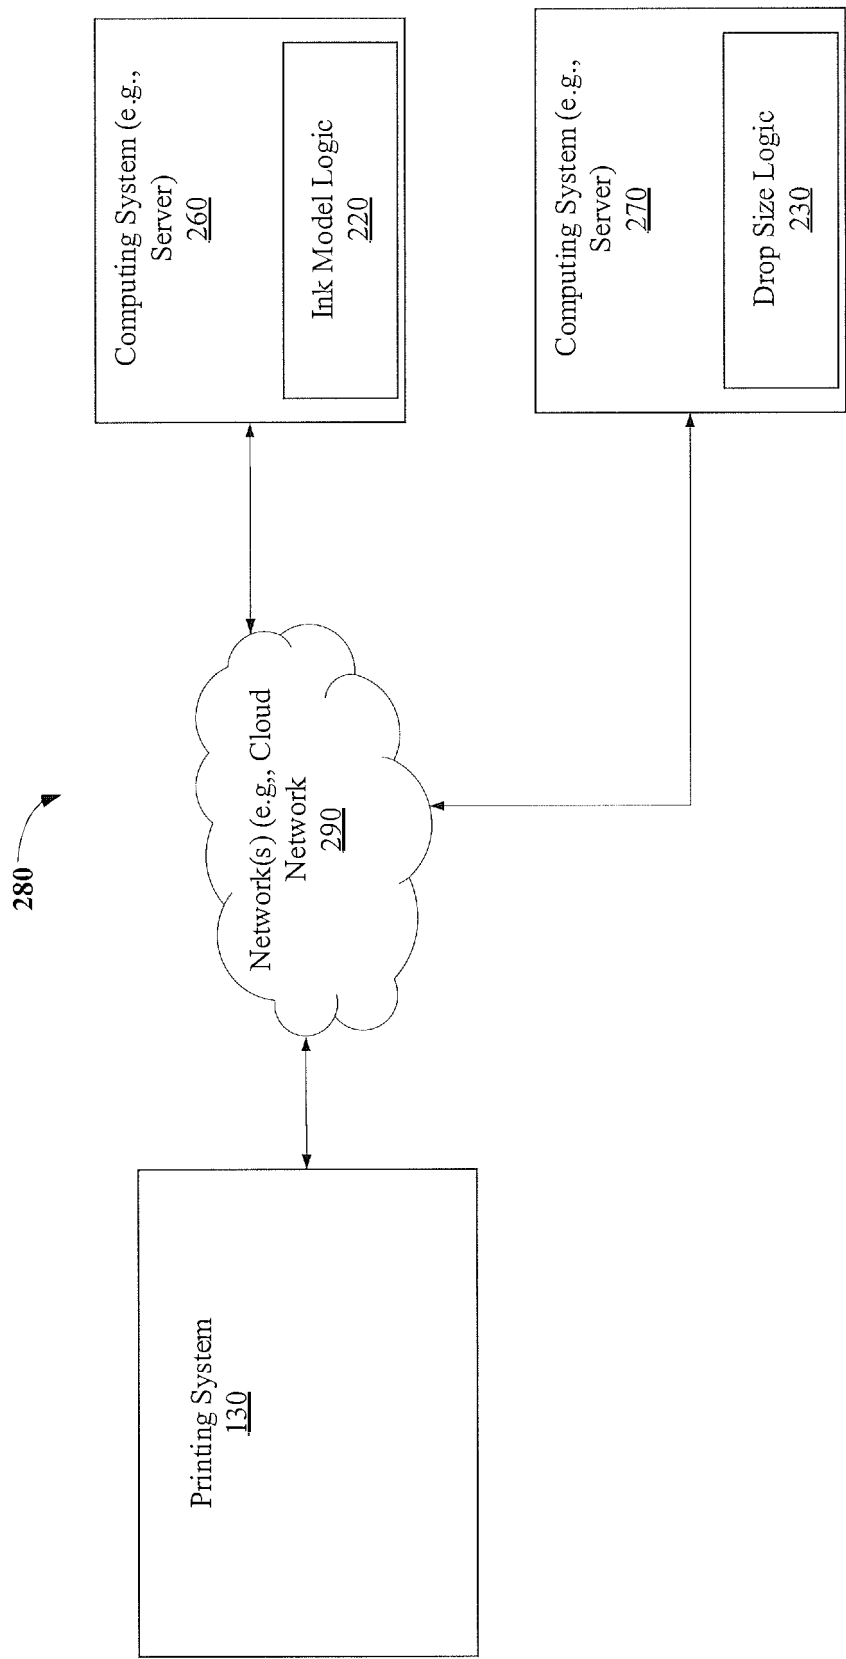 280
Printing System
130
Network(s) (e.g,, Cloud
Network
290
Computing System (e.g.,
Server)
260
Ink Model Logic
220
Computing System (e.g.,
Server)
270
Drop Size Logic
230